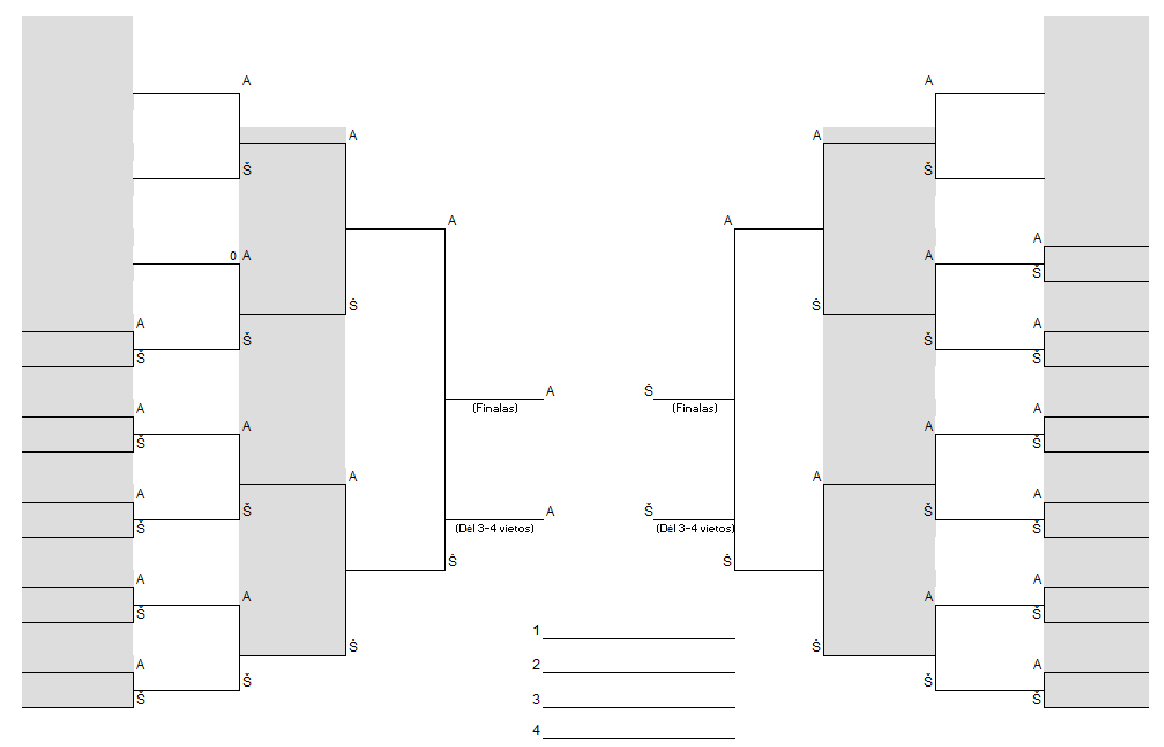 A A
A A
Š Š
A A
A
0 A A
Š
Š Š
A A
Š Š
Š Š
A Š
A (Finalas) (Finalas) A
A A
Š Š
A A
A A
Š A Š Š
Š (Dėl 3-4 vietos) (Dėl 3-4 vietos) Š
Š Š
A A
A A
Š Š
1
Š Š
A 2 A
Š Š
Š 3 Š
4